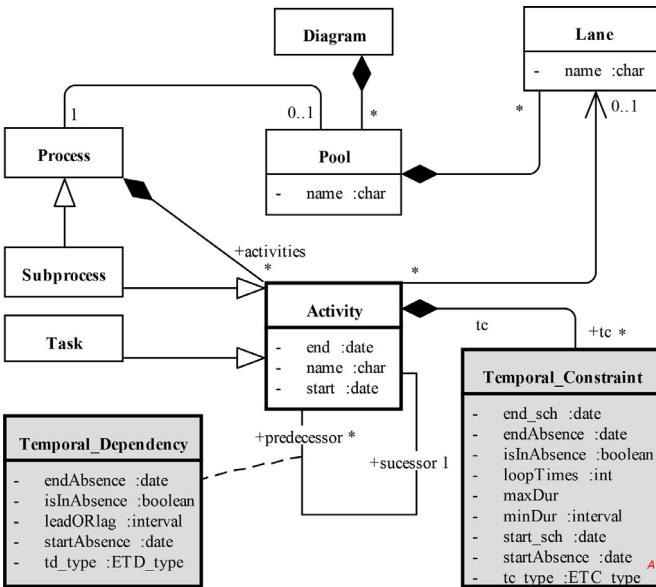 Diagram
Lane
- name :char
1
0..1
*
*
0..1
Process
Pool
- name :char
+activities
*
*
Subprocess
Activity
- end :date
- name :char
- start :date
tc
+tc *
Task
Temporal_Constraint
- end_sch :date
- endAbsence :date
- isInAbsence :boolean
- loopTimes :int
- maxDur
- minDur :interval
- start_sch :date
- startAbsence :date
- tc_type :ETC_type
A
Temporal_Dependency
- endAbsence :date
- isInAbsence :boolean
- leadORlag :interval
- startAbsence :date
- td_type :ETD_type
+predecessor *
+sucessor 1